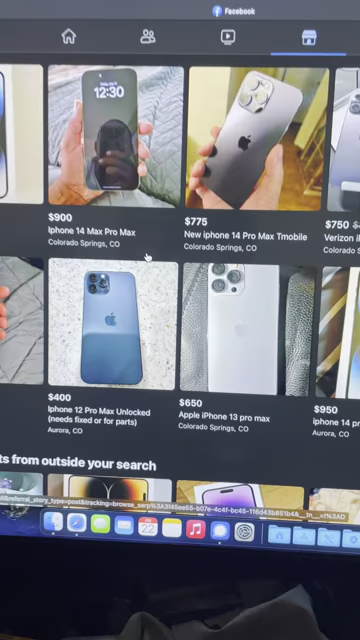 Facebook
12:30
$900
Iphone 14 Max Pro Max
Colorado Springs, CO
$775
New iphone 14 Pro Max Tmobile
Colorado Springs, CO
$750
Verizon
Colorado
$400
Iphone 12 Pro Max Unlocked
(needs fixed or for parts)
Aurora, CO
$650
Apple iPhone 13 pro max
Colorado Springs, CO
$950
iphone 14 pr
Aurora, CO
ts from outside your search
22